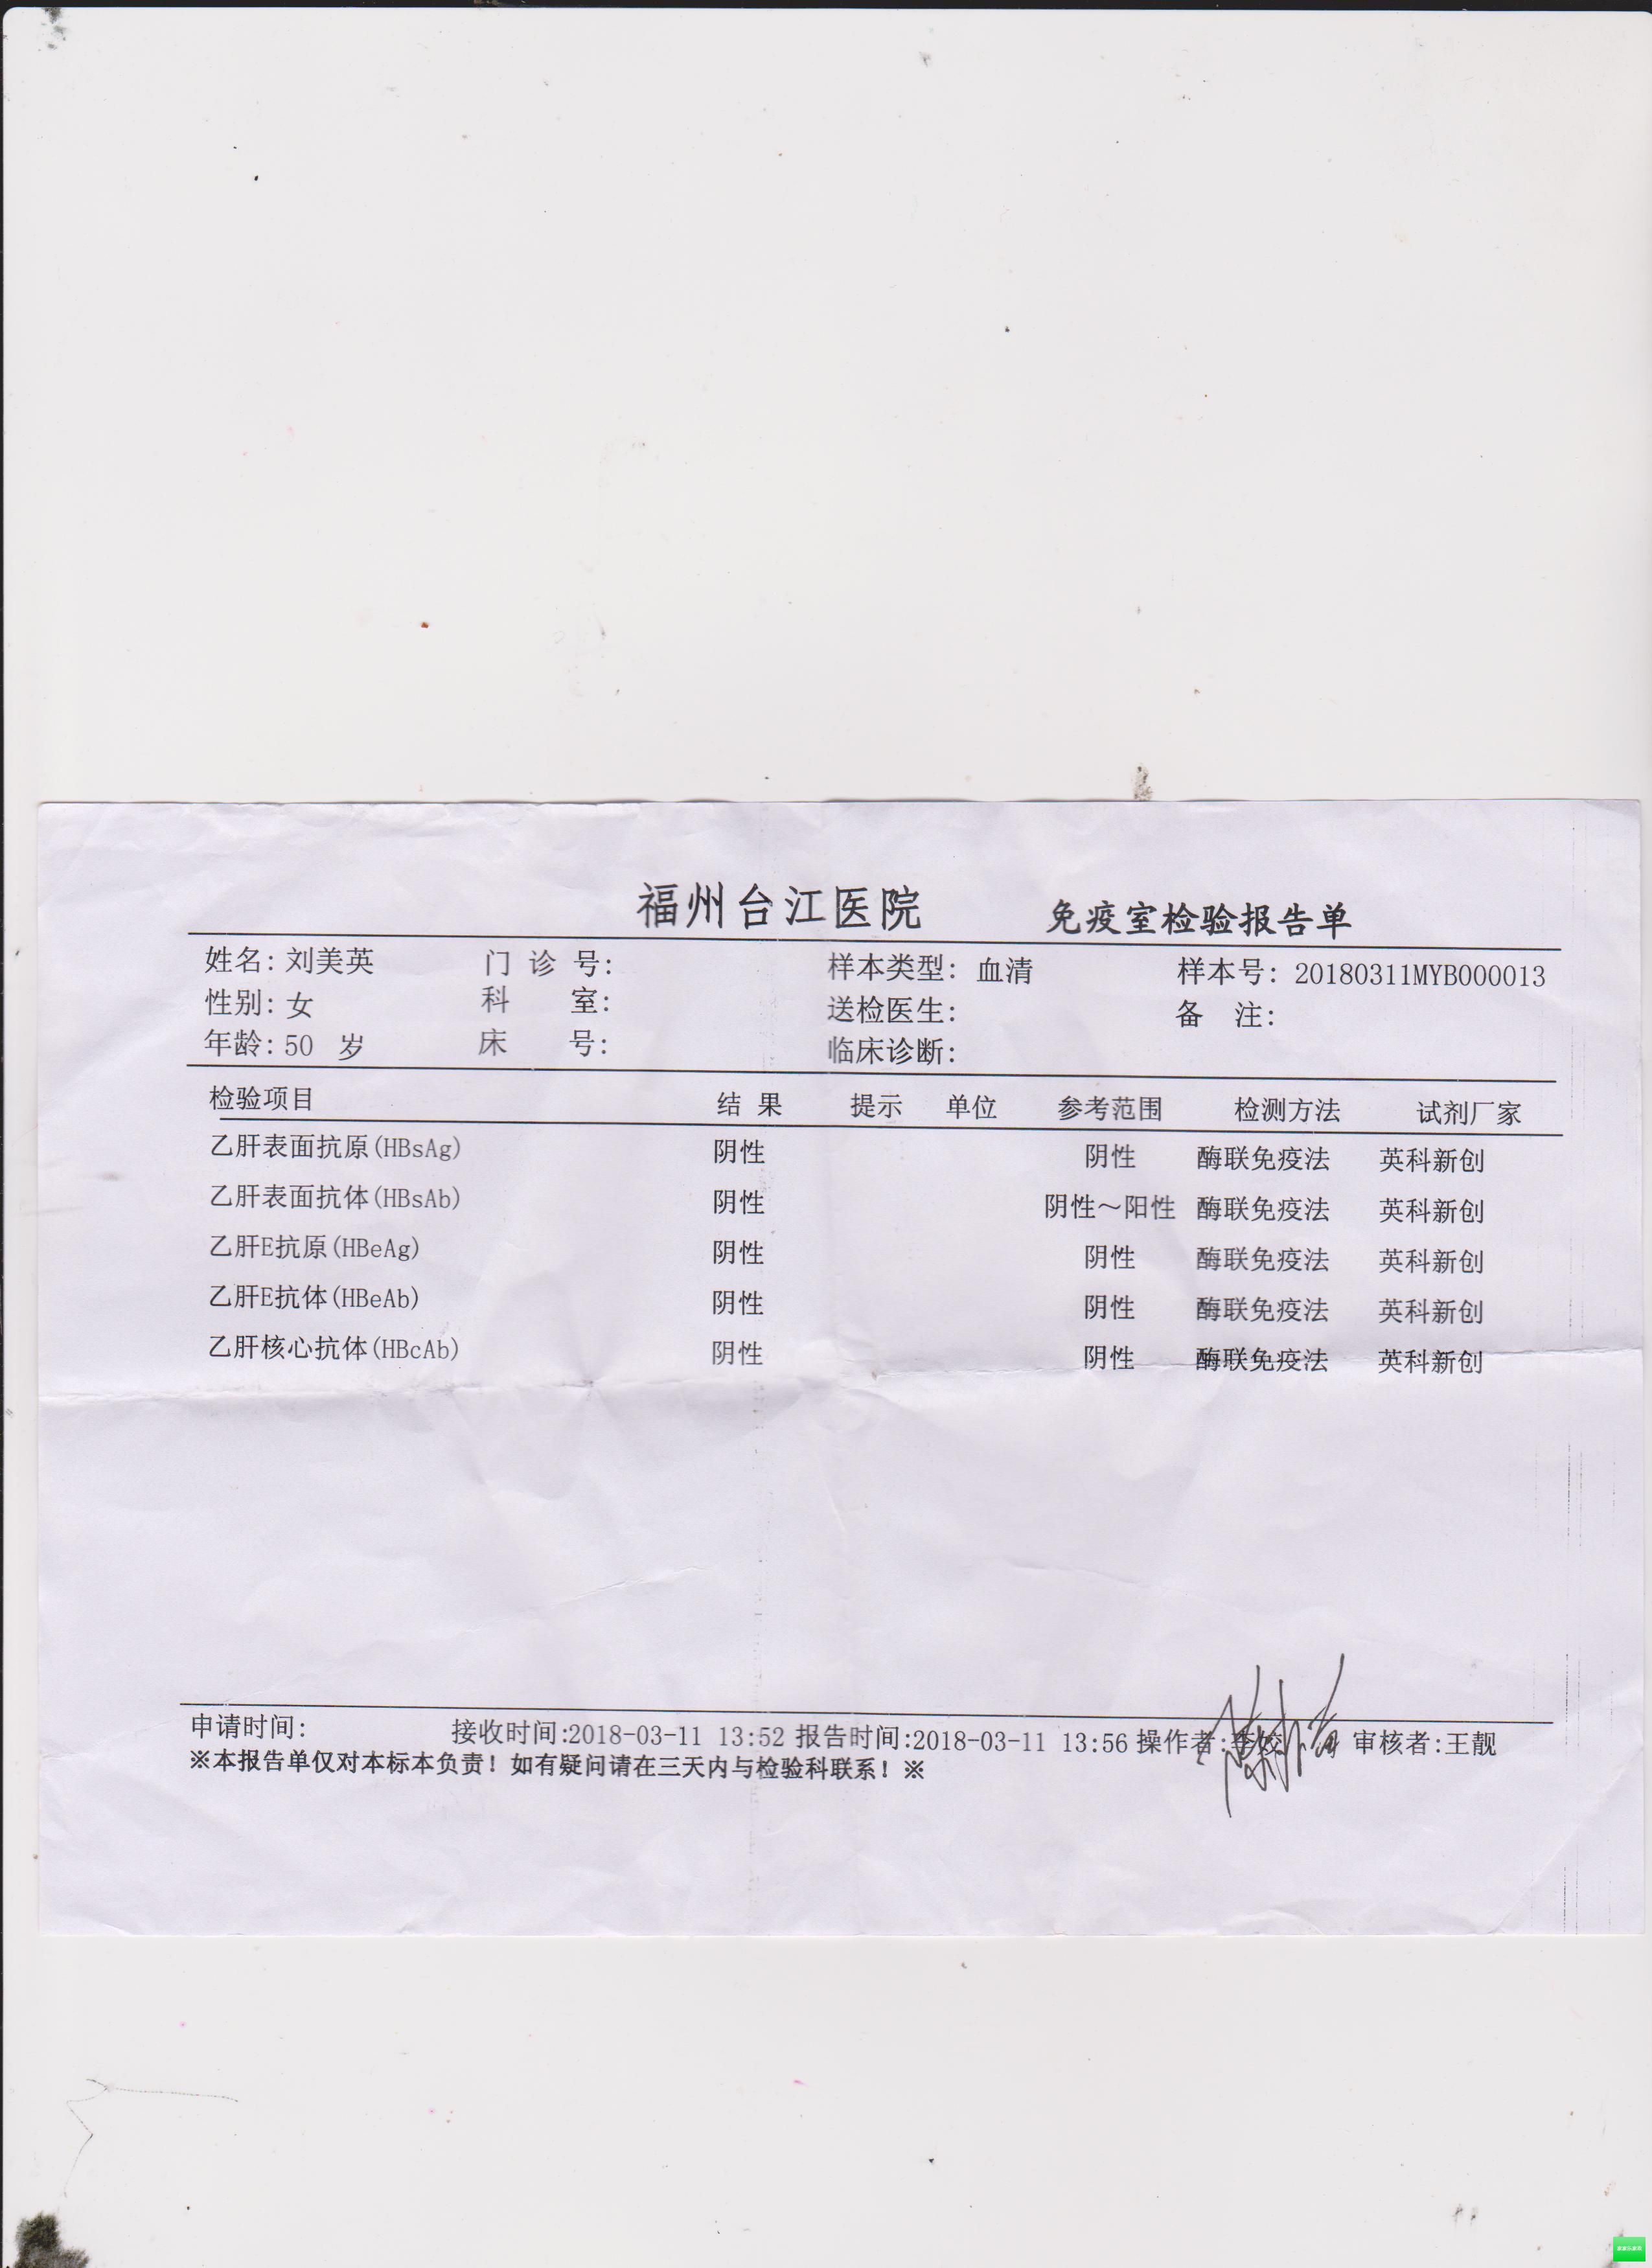 福州台江医院 免疫室检验报告单
姓名: 刘美英 门诊号: 样本类型: 血清 样本号: 20180311MYB000013
性别: 女 科室: 送检医生: 备注:
年龄: 50 岁 床号: 临床诊断:
检验项目 结果 提示 单位 参考范围 检测方法 试剂厂家
乙肝表面抗原(HBsAg) 阴性 阴性 酶联免疫法 英科新创
乙肝表面抗体(HBsAb) 阴性 阴性～阳性 酶联免疫法 英科新创
乙肝E抗原(HBeAg) 阴性 阴性 酶联免疫法 英科新创
乙肝E抗体(HBeAb) 阴性 阴性 酶联免疫法 英科新创
乙肝核心抗体(HBcAb) 阴性 阴性 酶联免疫法 英科新创
申请时间: 接收时间:2018-03-11 13:52 报告时间:2018-03-11 13:56 操作者: 审核者:王靓
※本报告单仅对本标本负责！如有疑问请在三天内与检验科联系！※